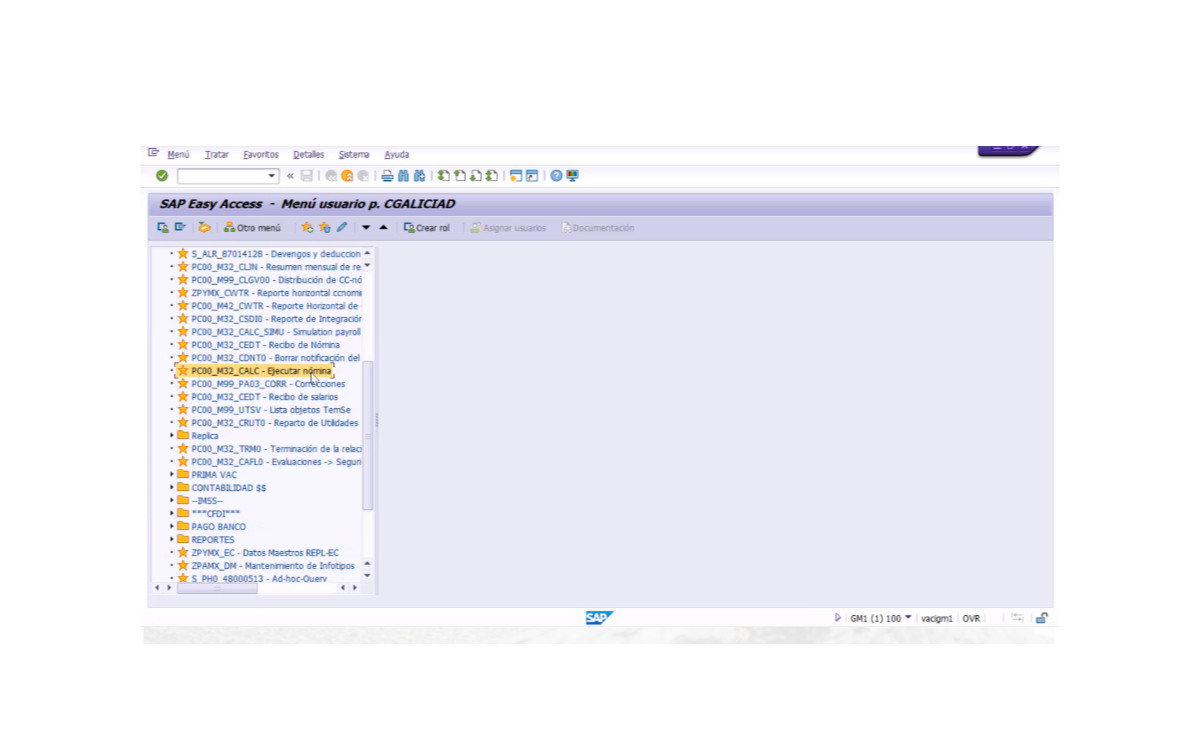 Menú Tratar Favoritos Detalles Sistema Ayuda
SAP Easy Access - Menú usuario p. CGALICIAD
Otro menú Crear rol Asignar usuarios Documentación
S_ALR_87014128 - Devengos y deduccion
PC00_M32_CLJN - Resumen mensual de re
PC00_M99_CLGV00 - Distribución de CC-nó
ZPYMX_CWTR - Reporte horizontal ccnomi
PC00_M42_CWTR - Reporte Horizontal de
PC00_M32_CSDI0 - Reporte de Integración
PC00_M32_CALC_SIMU - Simulation payroll
PC00_M32_CEDT - Recibo de Nómina
PC00_M32_CDNT0 - Borrar notificación del
PC00_M32_CALC - Ejecutar nómina
PC00_M99_PA03_CORR - Correcciones
PC00_M32_CEDT - Recibo de salarios
PC00_M99_UTSV - Lista objetos TemSe
PC00_M32_CRUT0 - Reparto de Utilidades
Replica
PC00_M32_TRM0 - Terminación de la relaci
PC00_M32_CAFL0 - Evaluaciones -> Seguri
PRIMA VAC
CONTABILIDAD $$
--IMSS--
***CFDI***
PAGO BANCO
REPORTES
ZPYMX_EC - Datos Maestros REPL-EC
ZPAMX_DM - Mantenimiento de Infotipos
S_PH0_48000513 - Ad-hoc-Query
SAP GM1 (1) 100 vacigm1 OVR